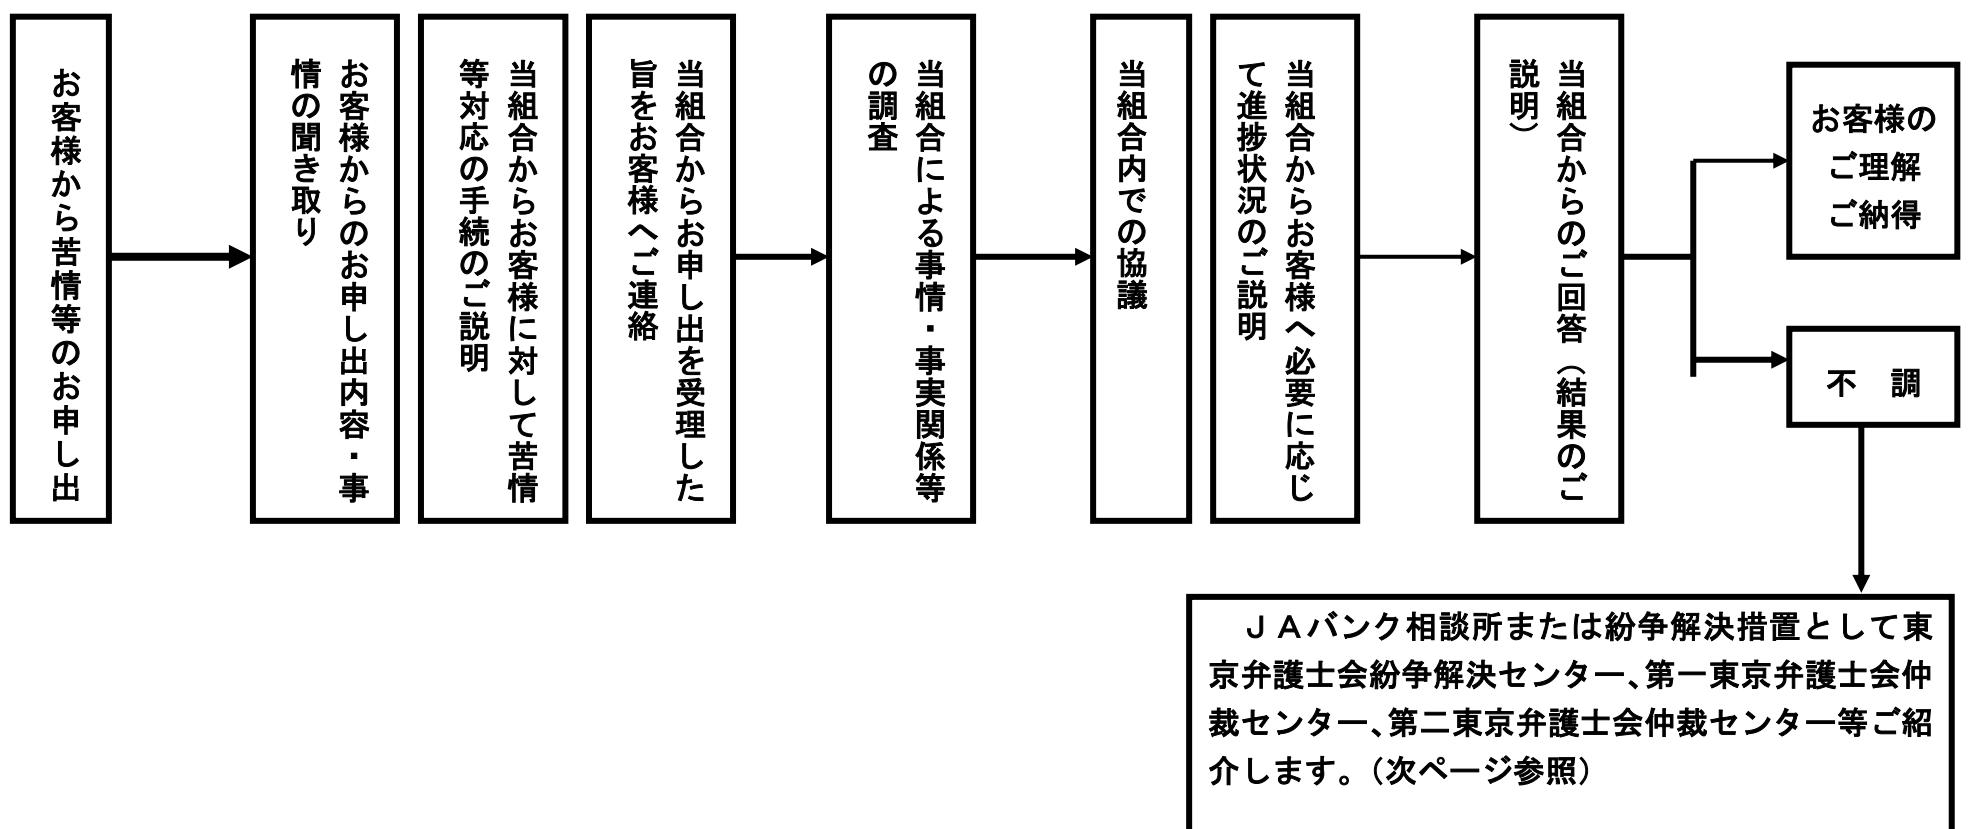 お客様から苦情等のお申し出
お客様からのお申し出内容・事
情の聞き取り
当組合からお客様に対して苦情
等対応の手続のご説明
当組合からお申し出を受理した
旨をお客様へご連絡
当組合による事情・事実関係等
の調査
当組合内での協議
当組合からお客様へ必要に応じ
て進捗状況のご説明
当組合からのご回答（結果のご
説明）
お客様の
ご理解
ご納得
不　調
　ＪＡバンク相談所または紛争解決措置として東
京弁護士会紛争解決センター、第一東京弁護士会仲
裁センター、第二東京弁護士会仲裁センター等ご紹
介します。（次ページ参照）